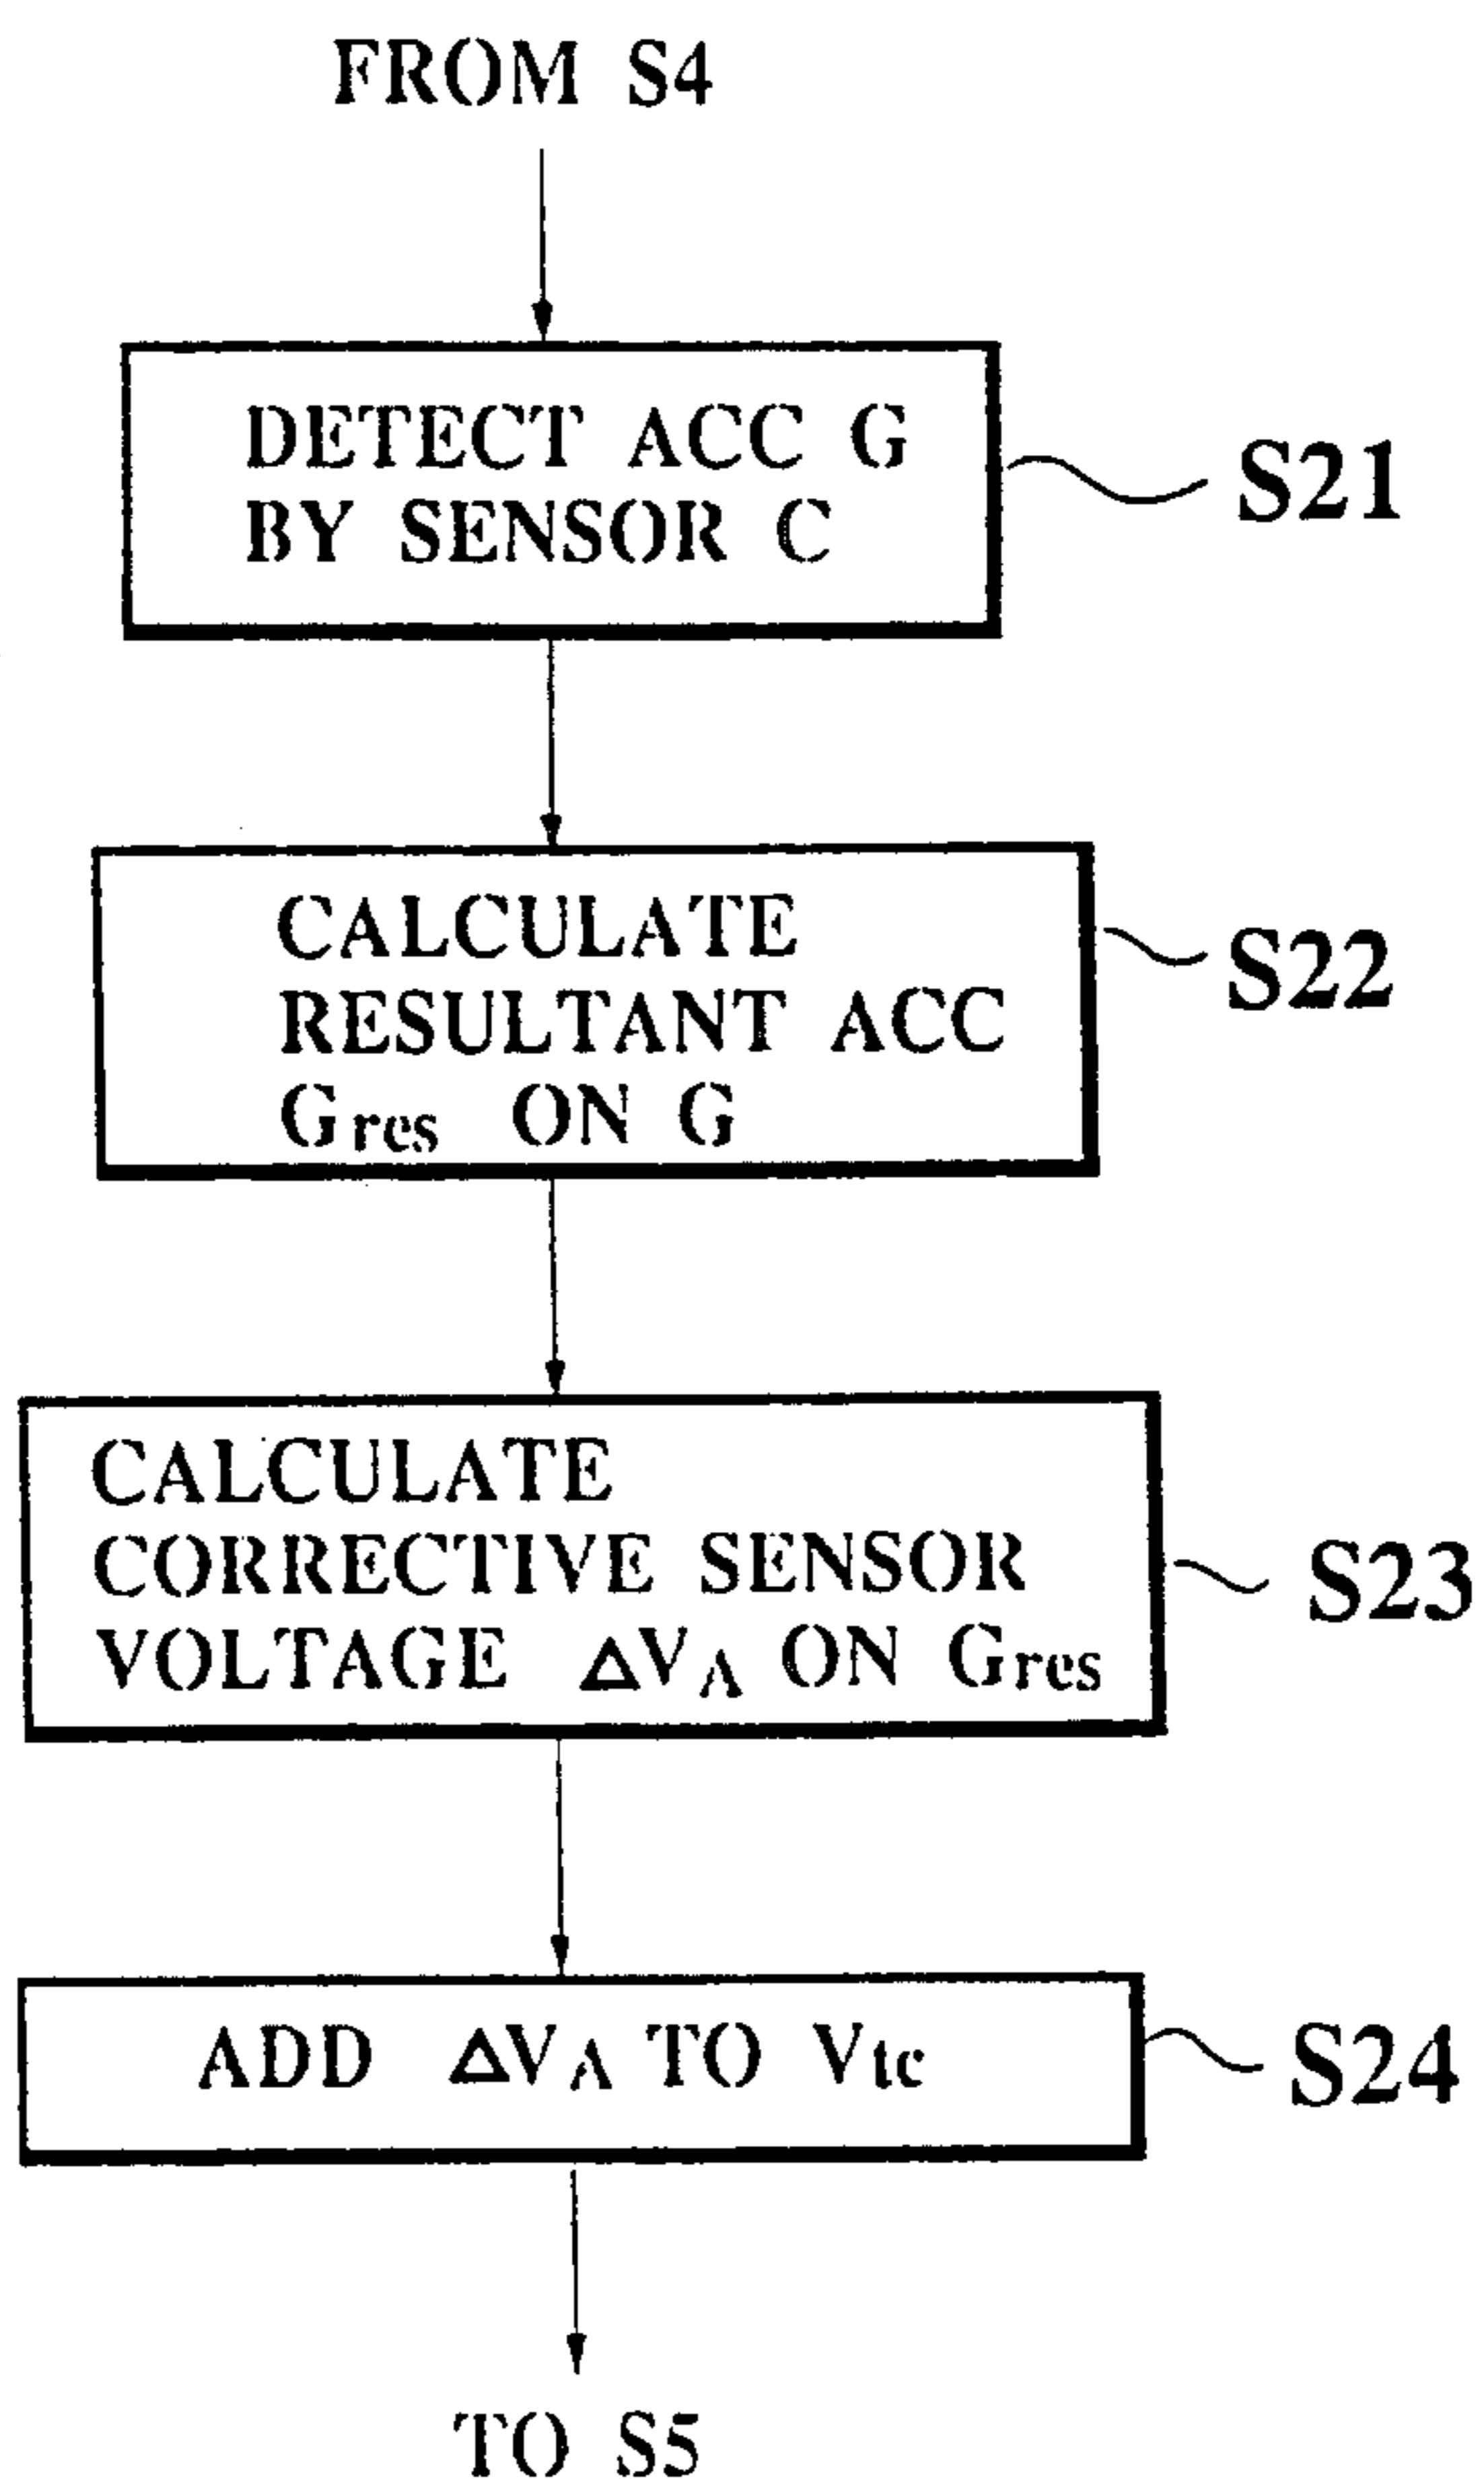 FROM S4
DETECT ACC G
BY SENSOR C
S21
CALCULATE
RESULTANT ACC
Gres ON G
S22
CALCULATE
CORRECTIVE SENSOR
VOLTAGE ΔVA ON Gres
S23
ADD ΔVA TO Vtc
S24
TO S5